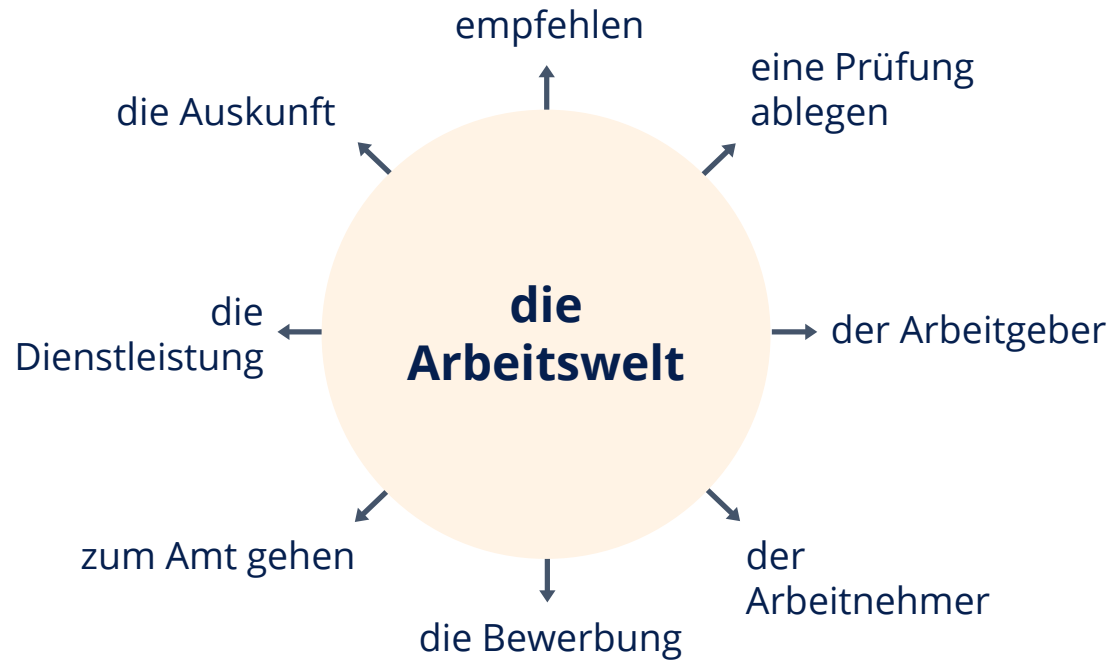 empfehlen
eine Prüfung
ablegen
die Auskunft
die
Arbeitswelt
die
Dienstleistung
der Arbeitgeber
zum Amt gehen
der
Arbeitnehmer
die Bewerbung